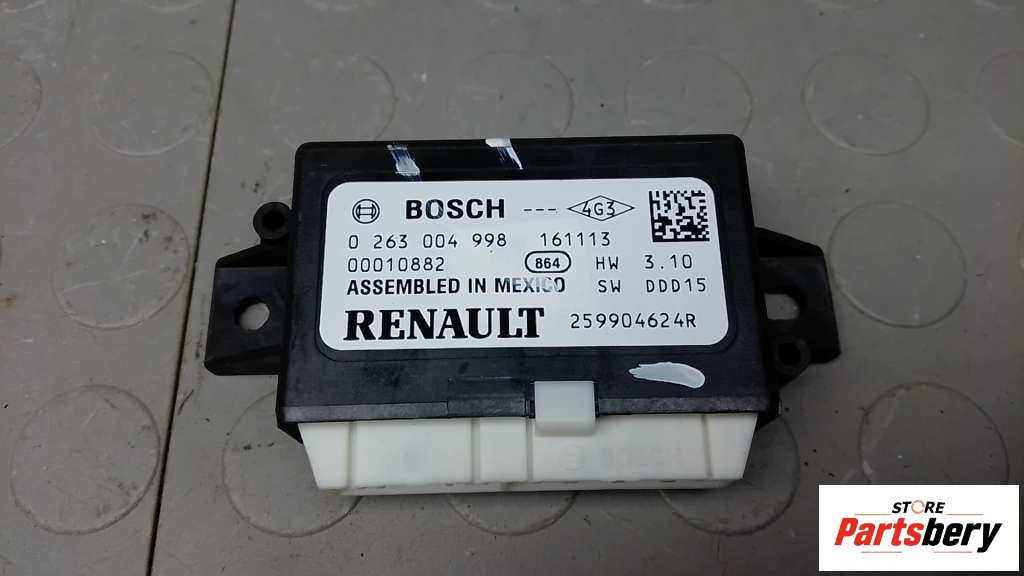 BOSCH --- 4G3
0 263 004 998 161113
00010882 864 HW 3.10
ASSEMBLED IN MEXICO SW DDD15
RENAULT 259904624R
BOSCH
STORE
Partsbery